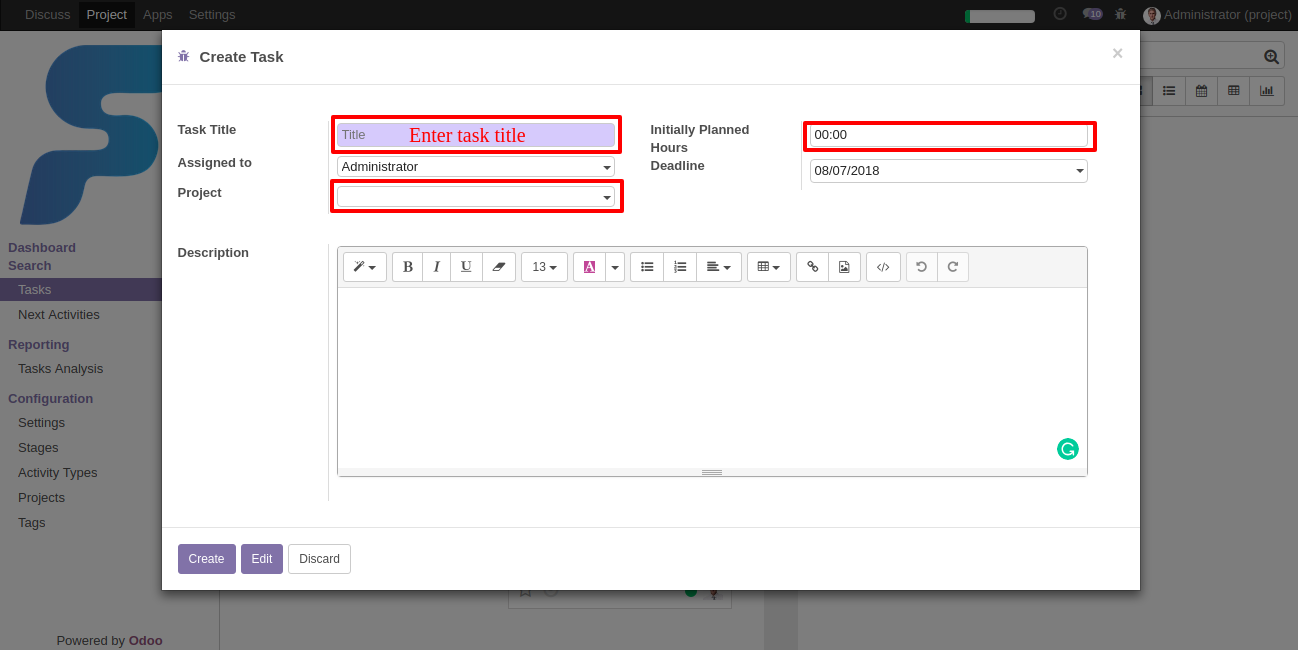 Discuss Project Apps Settings
10
Administrator (project)
Create Task
×
Task Title
Title
Enter task title
Initially Planned
Hours
00:00
Assigned to
Administrator
Deadline
08/07/2018
Project
Description
B I U 13 A
Create Edit Discard
Dashboard
Search
Tasks
Next Activities
Reporting
Tasks Analysis
Configuration
Settings
Stages
Activity Types
Projects
Tags
Powered by Odoo